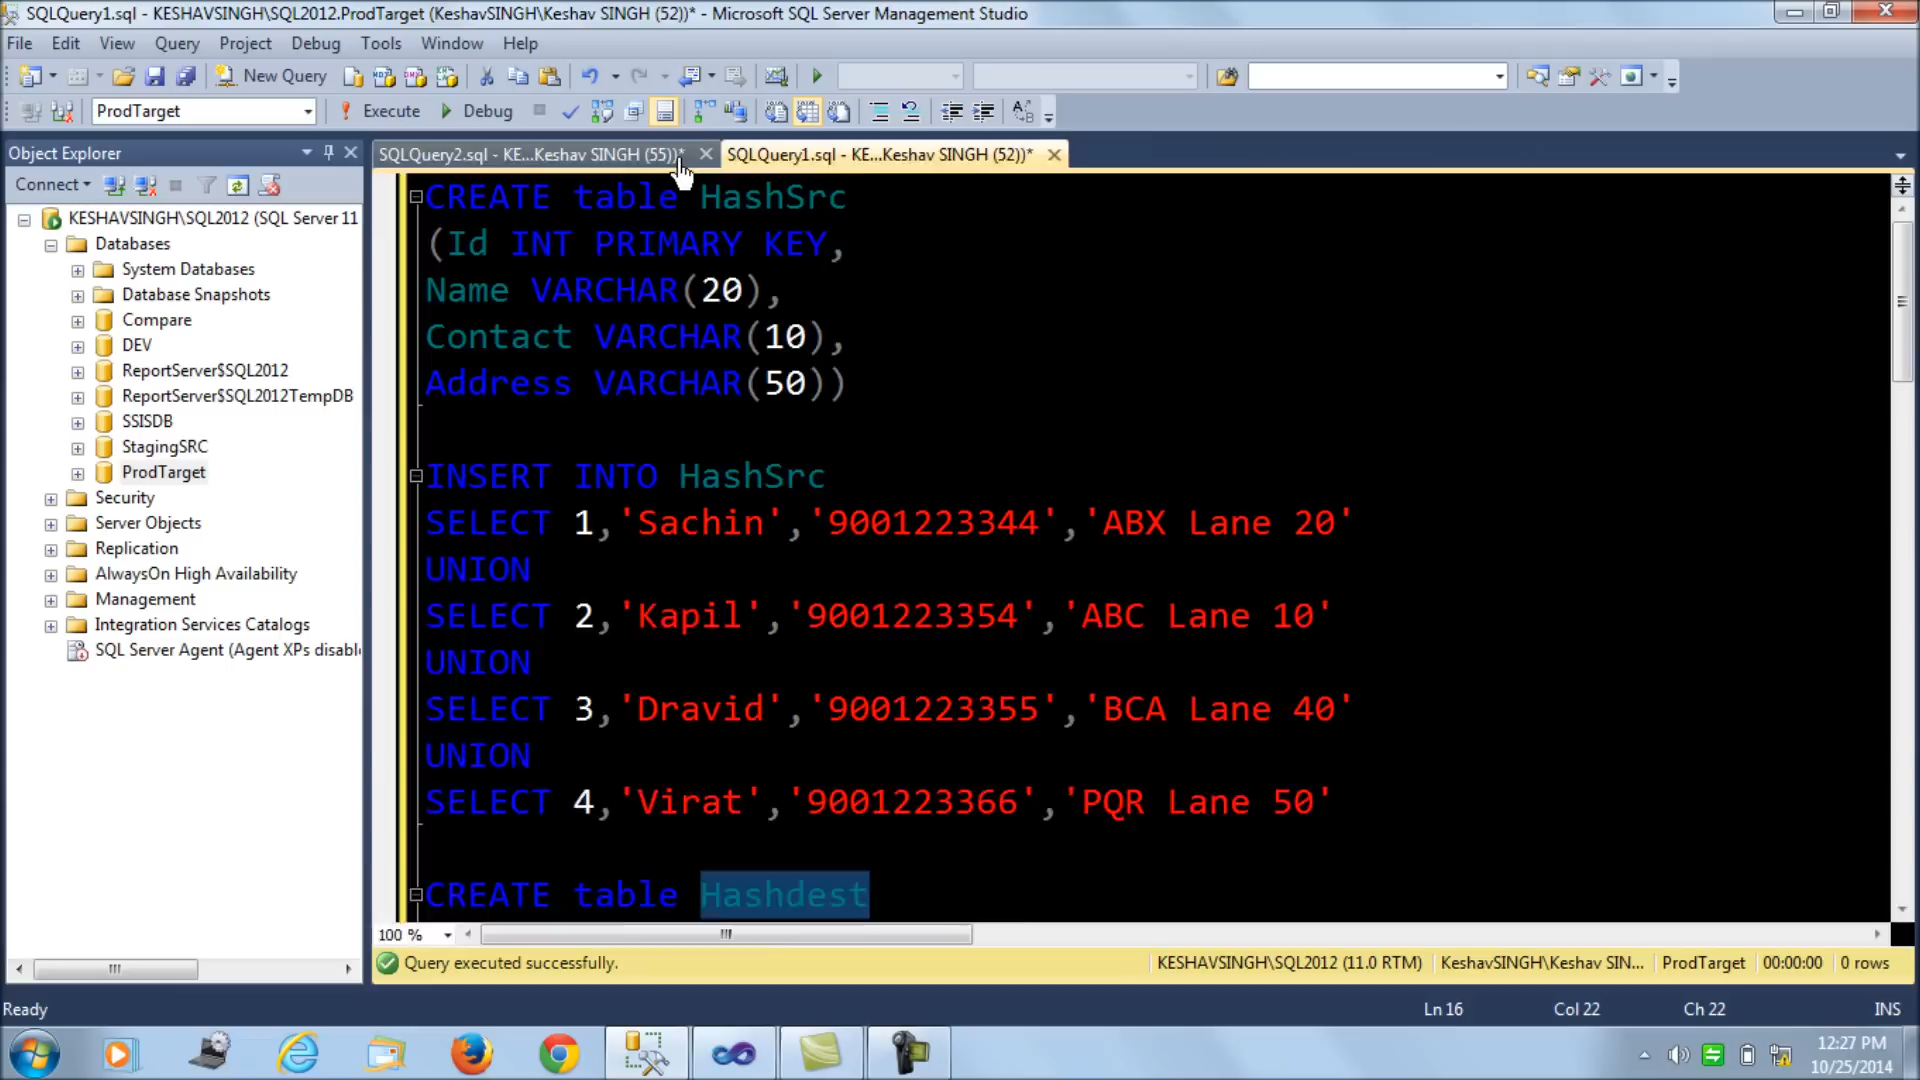 SQLQuery1.sql - KESHAVSINGH\SQL2012.ProdTarget (KeshavSINGH\Keshav SINGH (52))* - Microsoft SQL Server Management Studio
File Edit View Query Project Debug Tools Window Help
New Query
ProdTarget Execute Debug
Object Explorer
SQLQuery2.sql - KE...Keshav SINGH (55))* SQLQuery1.sql - KE...Keshav SINGH (52))*
Connect
KESHAVSINGH\SQL2012 (SQL Server 11
Databases
System Databases
Database Snapshots
Compare
DEV
ReportServer$SQL2012
ReportServer$SQL2012TempDB
SSISDB
StagingSRC
ProdTarget
Security
Server Objects
Replication
AlwaysOn High Availability
Management
Integration Services Catalogs
SQL Server Agent (Agent XPs disabl
CREATE table HashSrc
(Id INT PRIMARY KEY,
Name VARCHAR(20),
Contact VARCHAR(10),
Address VARCHAR(50))
INSERT INTO HashSrc
SELECT 1,'Sachin','9001223344','ABX Lane 20'
UNION
SELECT 2,'Kapil','9001223354','ABC Lane 10'
UNION
SELECT 3,'Dravid','9001223355','BCA Lane 40'
UNION
SELECT 4,'Virat','9001223366','PQR Lane 50'
CREATE table Hashdest
100 %
Query executed successfully. KESHAVSINGH\SQL2012 (11.0 RTM) KeshavSINGH\Keshav SIN... ProdTarget 00:00:00 0 rows
Ready Ln 16 Col 22 Ch 22 INS
12:27 PM
10/25/2014